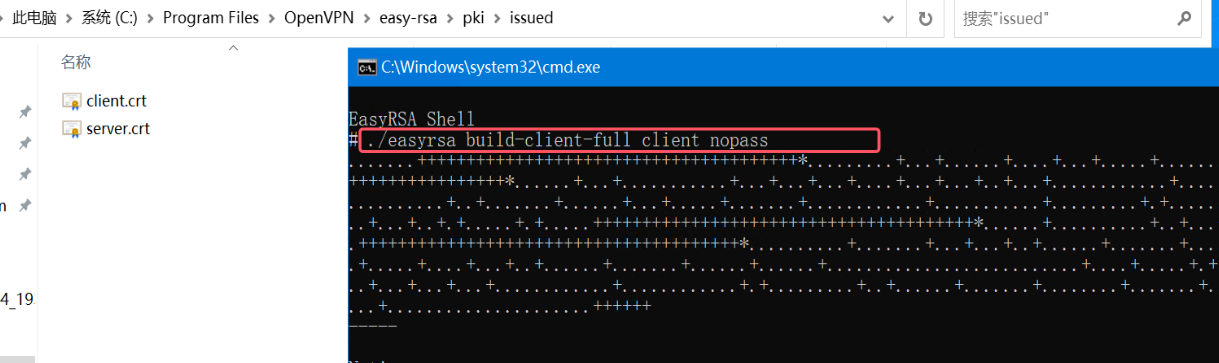 此电脑 > 系统 (C:) > Program Files > OpenVPN > easy-rsa > pki > issued
搜索"issued"
名称
client.crt
server.crt
4_19
C:\Windows\system32\cmd.exe
EasyRSA Shell
# ./easyrsa build-client-full client nopass
-----